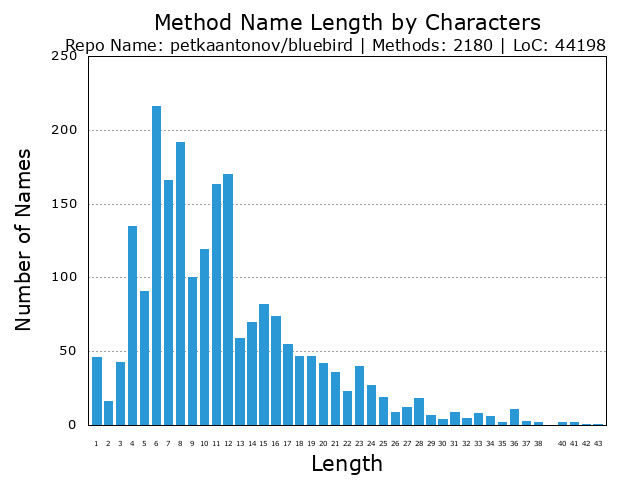 Method Name Length by Characters
Repo Name: petkaantonov/bluebird | Methods: 2180 | LoC: 44198
250
200
150
100
50
0
Number of Names
1 2 3 4 5 6 7 8 9 10 11 12 13 14 15 16 17 18 19 20 21 22 23 24 25 26 27 28 29 30 31 32 33 34 35 36 37 38 40 41 42 43
Length